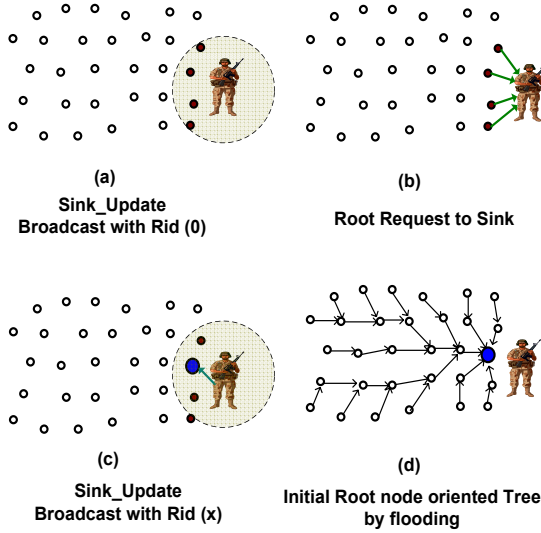 (a)
Sink_Update
Broadcast with Rid (0)
(b)
Root Request to Sink
(c)
Sink_Update
Broadcast with Rid (x)
(d)
Initial Root node oriented Tree
by flooding